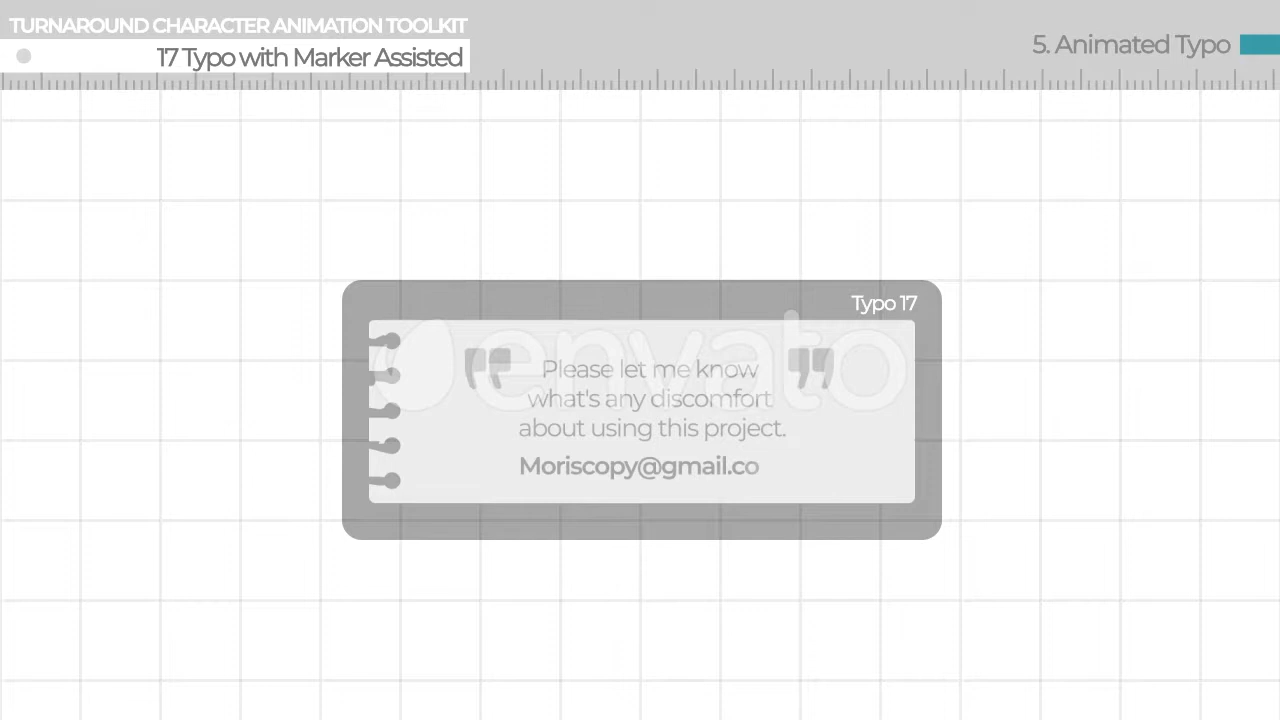 TURNAROUND CHARACTER ANIMATION TOOLKIT
17 Typo with Marker Assisted
5. Animated Typo
Typo 17
envato
❞ ❞
Please let me know
what's any discomfort
about using this project.
Moriscopy@gmail.co